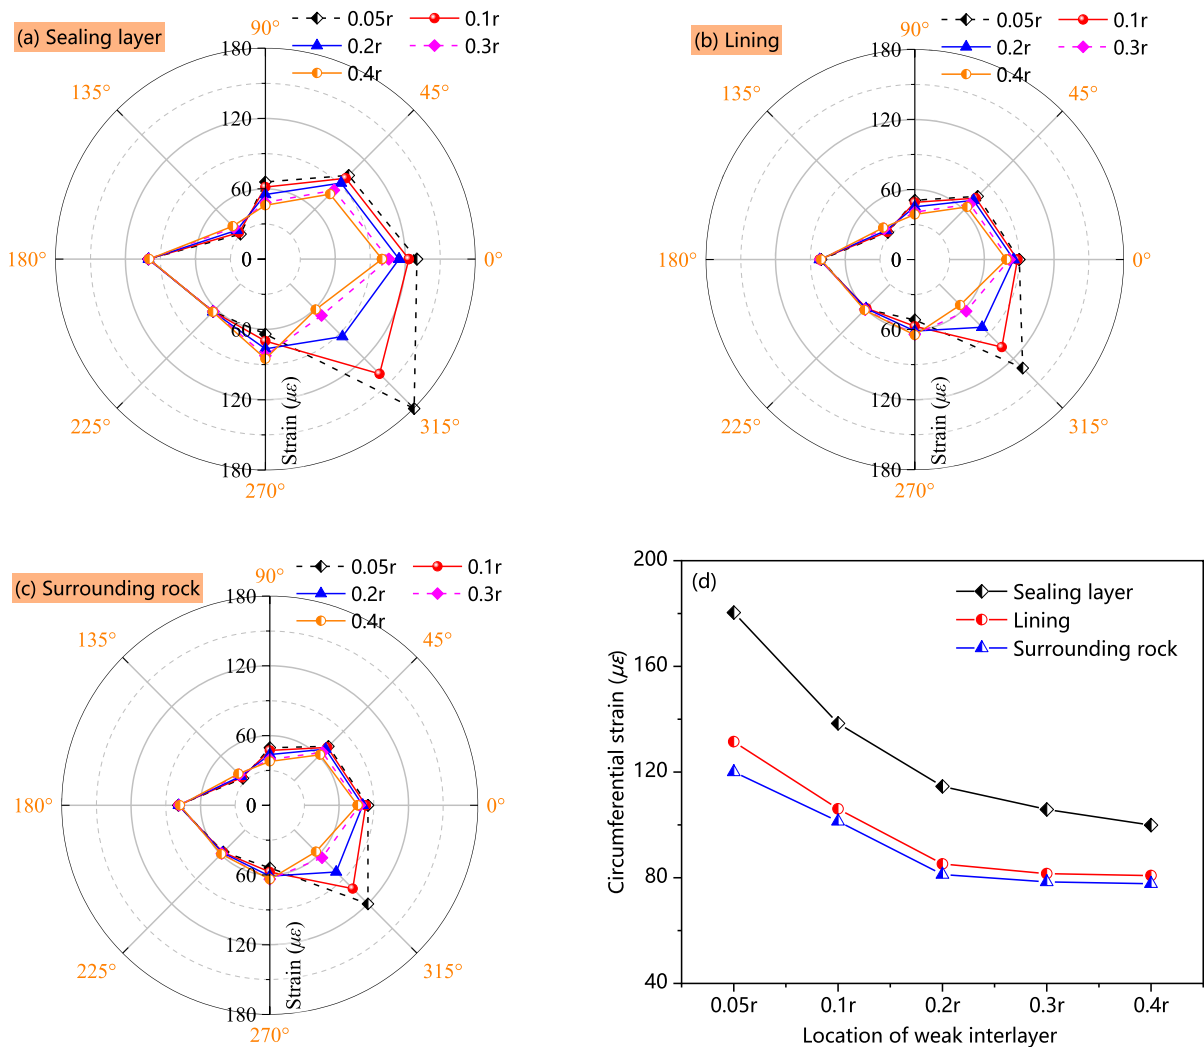 (a) Sealing layer
0.05r
0.1r
0.2r
0.3r
0.4r
90°
180
135°
45°
120
60
180°
0
0°
60
120
225°
315°
180
270°
Strain (με)
(b) Lining
0.05r
0.1r
0.2r
0.3r
0.4r
90°
180
135°
45°
120
60
180°
0
0°
60
120
225°
315°
180
270°
Strain (με)
(c) Surrounding rock
0.05r
0.1r
0.2r
0.3r
0.4r
90°
180
135°
45°
120
60
180°
0
0°
60
120
225°
315°
180
270°
Strain (με)
(d)
Sealing layer
Lining
Surrounding rock
200
160
120
80
40
Circumferential strain (με)
0.05r
0.1r
0.2r
0.3r
0.4r
Location of weak interlayer